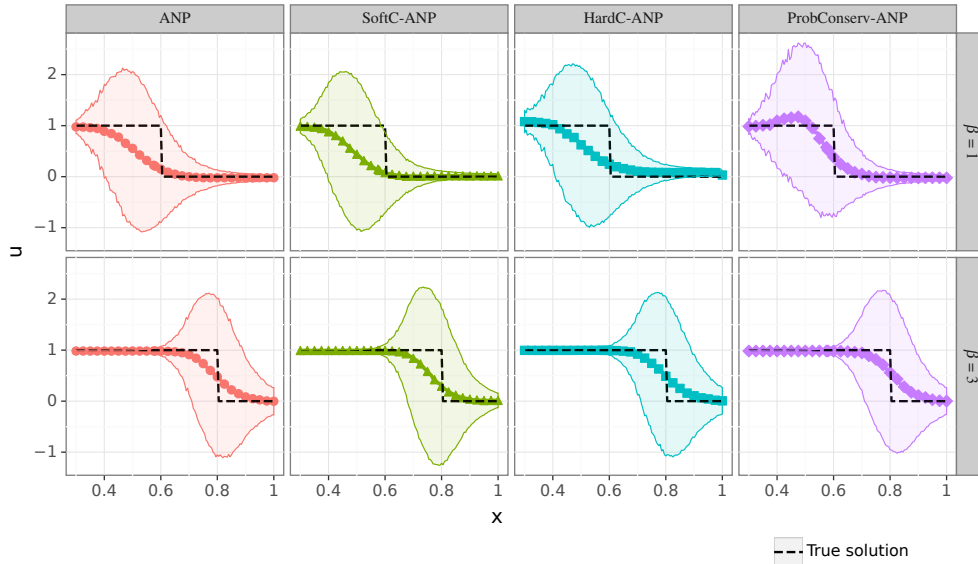 ANP SoftC-ANP HardC-ANP ProbConserv-ANP
2
1
0
−1
β = 1
u
2
1
0
−1
β = 3
0.4 0.6 0.8 1 0.4 0.6 0.8 1 0.4 0.6 0.8 1 0.4 0.6 0.8 1
x
True solution